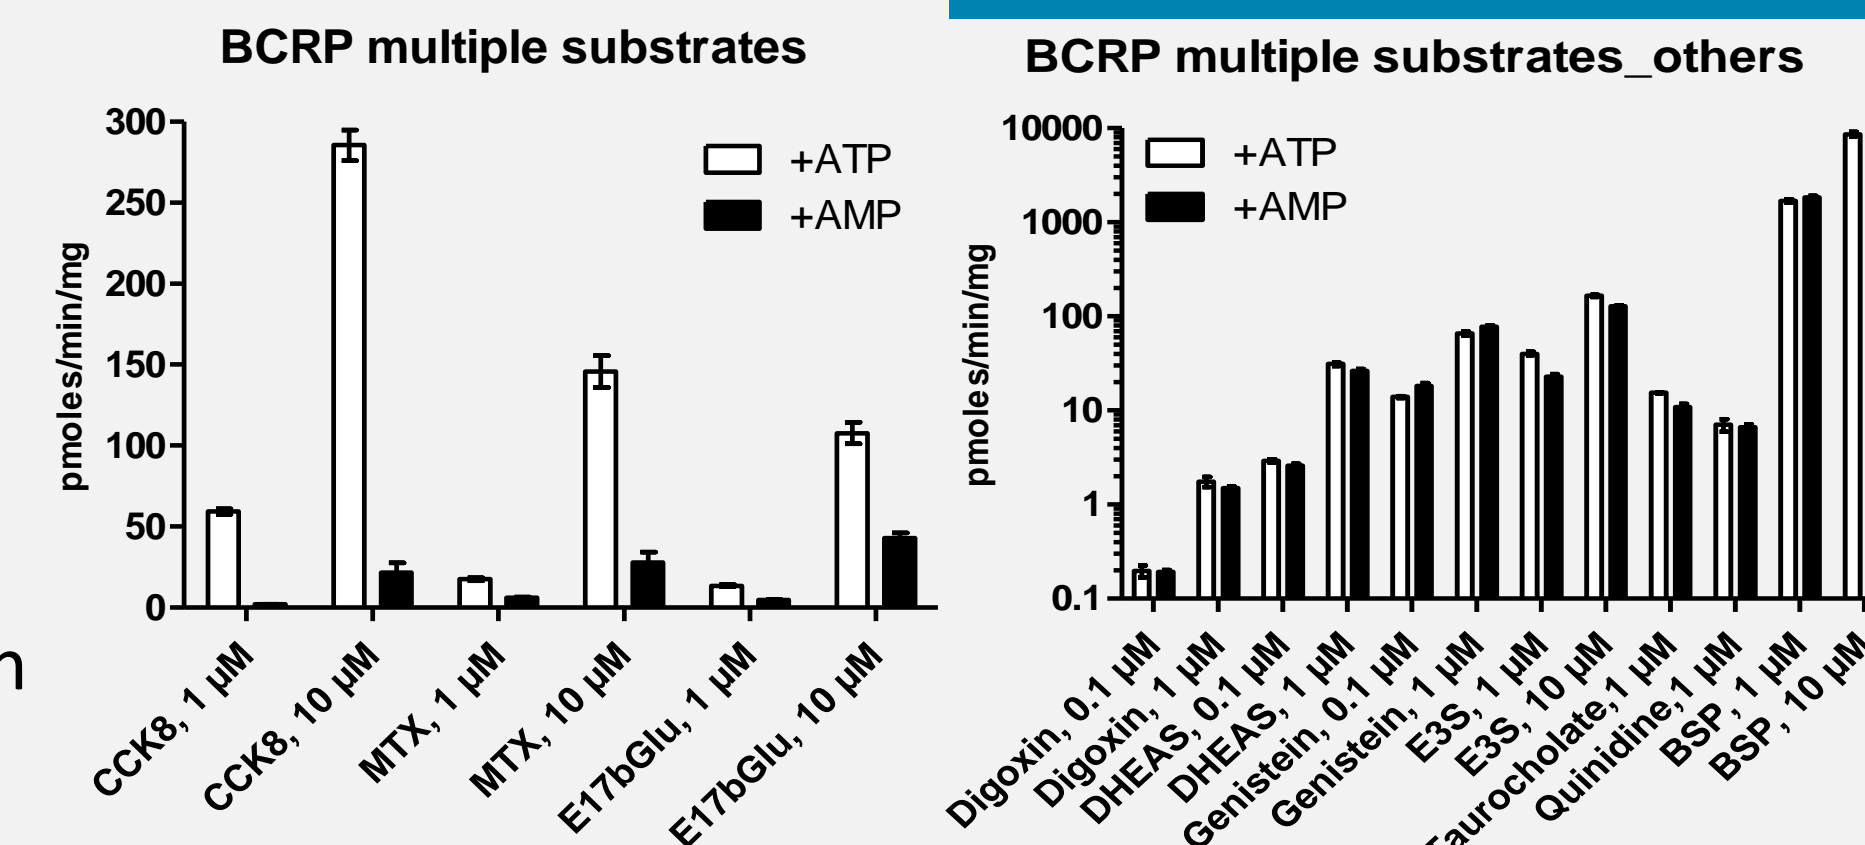 BCRP multiple substrates
300
250
200
150
100
50
0
pmoles/min/mg
+ATP
+AMP
CCK8, 1 µM
CCK8, 10 µM
MTX, 1 µM
MTX, 10 µM
E17bGlu, 1 µM
E17bGlu, 10 µM
n
BCRP multiple substrates_others
10000
1000
100
10
1
0.1
pmoles/min/mg
+ATP
+AMP
Digoxin, 0.1 µM
Digoxin, 1 µM
DHEAS, 0.1 µM
DHEAS, 1 µM
Genistein, 0.1 µM
Genistein, 1 µM
E3S, 1 µM
E3S, 10 µM
Taurocholate,1 µM
Quinidine,1 µM
BSP, 1 µM
BSP, 10 µM